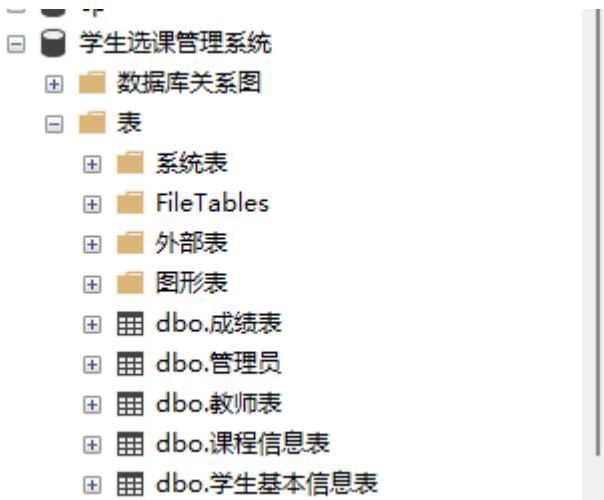 学生选课管理系统
数据库关系图
表
系统表
FileTables
外部表
图形表
dbo.成绩表
dbo.管理员
dbo.教师表
dbo.课程信息表
dbo.学生基本信息表